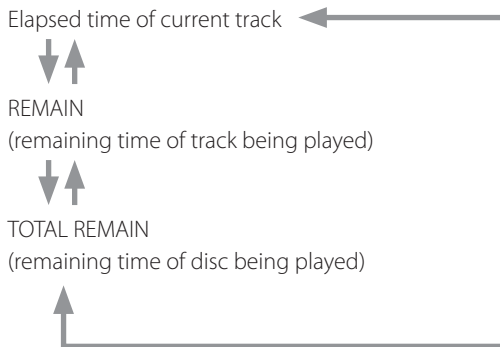 Elapsed time of current track
REMAIN
(remaining time of track being played)
TOTAL REMAIN
(remaining time of disc being played)